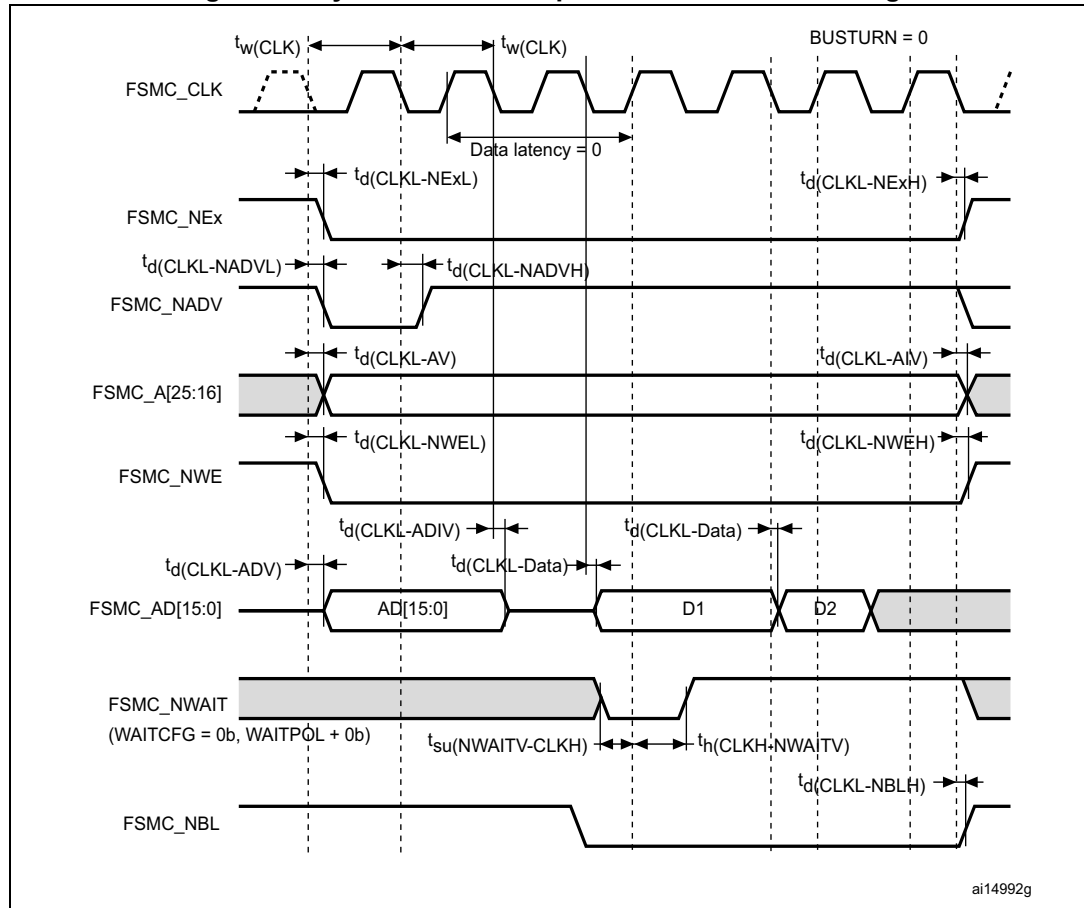 tw(CLK)
tw(CLK)
BUSTURN = 0
FSMC_CLK
Data latency = 0
td(CLKL-NExL)
td(CLKL-NExH)
FSMC_NEx
td(CLKL-NADVL)
td(CLKL-NADVH)
FSMC_NADV
td(CLKL-AV)
td(CLKL-AIV)
FSMC_A[25:16]
td(CLKL-NWEL)
td(CLKL-NWEH)
FSMC_NWE
td(CLKL-ADIV)
td(CLKL-Data)
td(CLKL-ADV)
td(CLKL-Data)
FSMC_AD[15:0]
AD[15:0]
D1
D2
FSMC_NWAIT
(WAITCFG = 0b, WAITPOL + 0b)
tsu(NWAITV-CLKH)
th(CLKH-NWAITV)
td(CLKL-NBLH)
FSMC_NBL
ai14992g